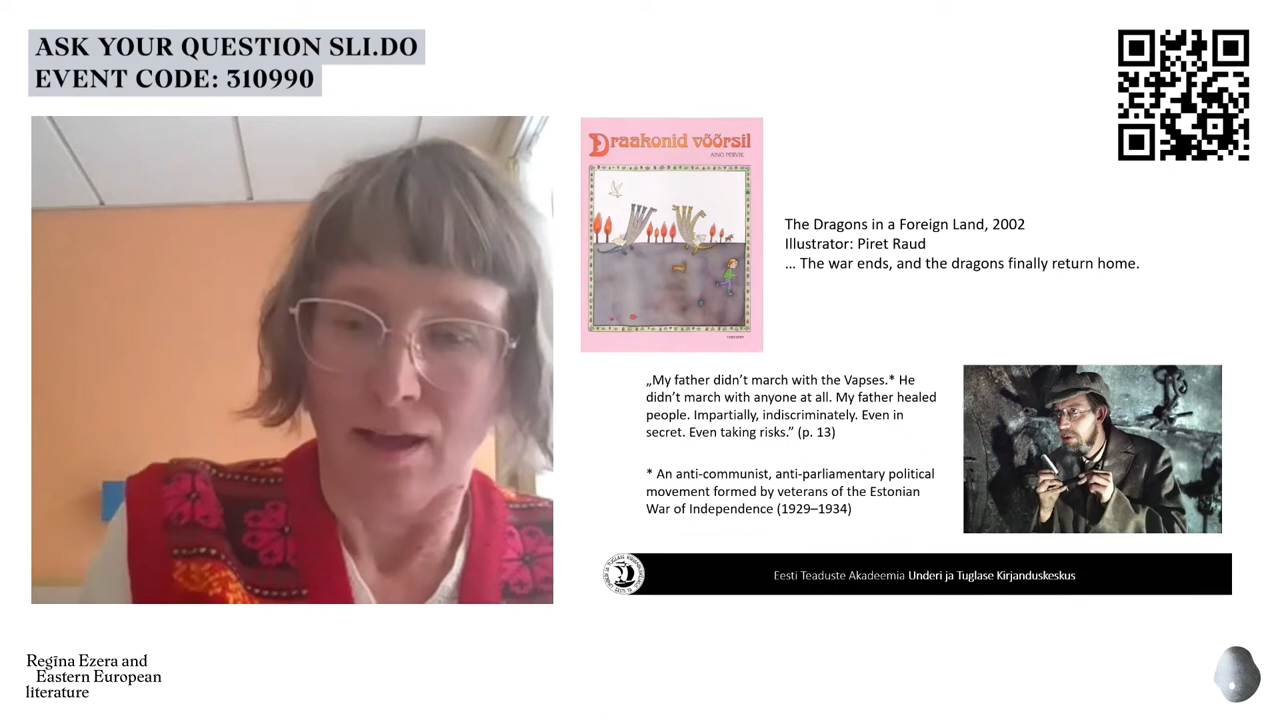 ASK YOUR QUESTION SLI.DO
EVENT CODE: 310990
Draakonid võõrsil
AINO PERVIK
The Dragons in a Foreign Land, 2002
Illustrator: Piret Raud
… The war ends, and the dragons finally return home.
„My father didn’t march with the Vapses.* He
didn’t march with anyone at all. My father healed
people. Impartially, indiscriminately. Even in
secret. Even taking risks.” (p. 13)
* An anti-communist, anti-parliamentary political
movement formed by veterans of the Estonian
War of Independence (1929–1934)
Eesti Teaduste Akadeemia Underi ja Tuglase Kirjanduskeskus
Regīna Ezera and
Eastern European
literature